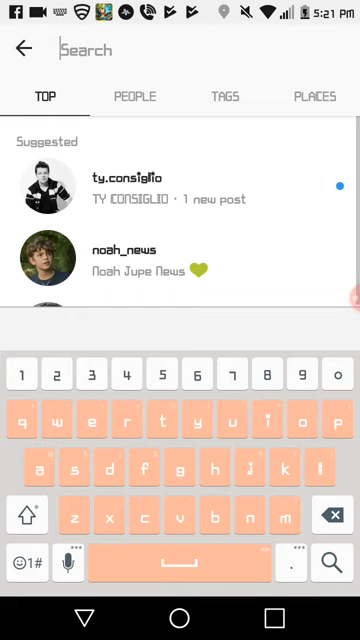 5:21 PM
Search
TOP PEOPLE TAGS PLACES
Suggested
ty.consiglio
TY CONSIGLIO • 1 new post
noah_news
Noah Jupe News 💚
1 2 3 4 5 6 7 8 9 0
q w e r t y u i o p
a s d f g h j k l
z x c v b n m
☺1# .